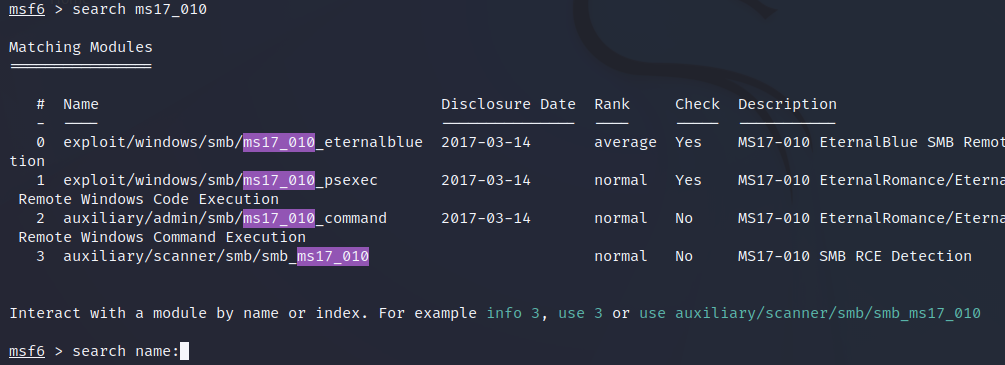 msf6 > search ms17_010
Matching Modules
================
# Name Disclosure Date Rank Check Description
- ---- --------------- ---- ----- -----------
0 exploit/windows/smb/ms17_010_eternalblue 2017-03-14 average Yes MS17-010 EternalBlue SMB Remot
tion
1 exploit/windows/smb/ms17_010_psexec 2017-03-14 normal Yes MS17-010 EternalRomance/Eterna
Remote Windows Code Execution
2 auxiliary/admin/smb/ms17_010_command 2017-03-14 normal No MS17-010 EternalRomance/Eterna
Remote Windows Command Execution
3 auxiliary/scanner/smb/smb_ms17_010 normal No MS17-010 SMB RCE Detection
Interact with a module by name or index. For example info 3, use 3 or use auxiliary/scanner/smb/smb_ms17_010
msf6 > search name: